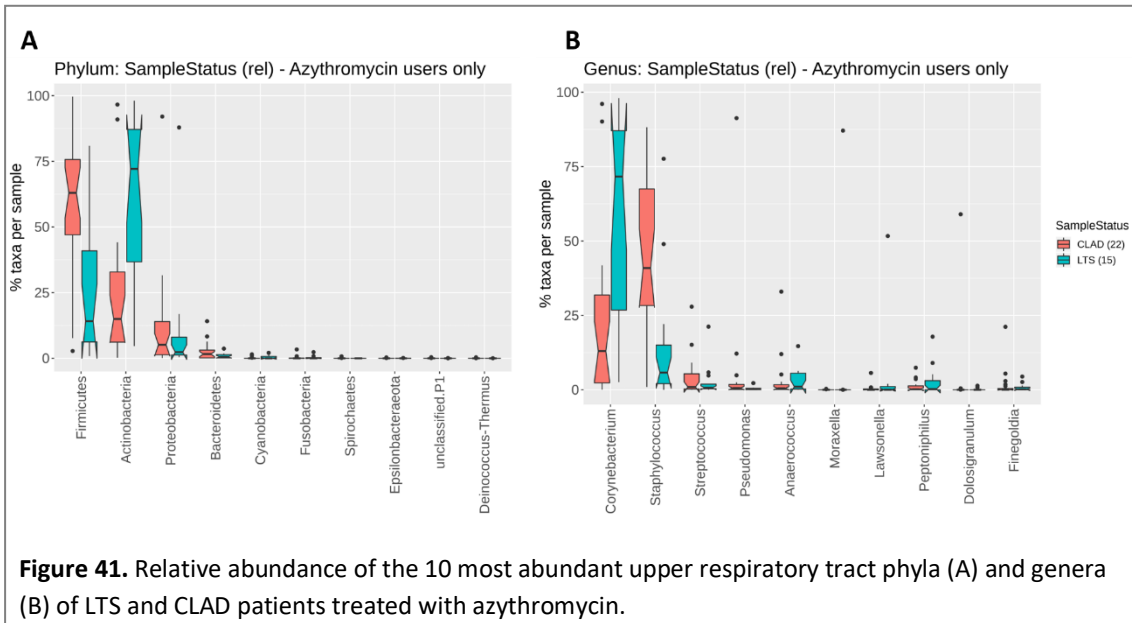 A
Phylum: SampleStatus (rel) - Azythromycin users only
% taxa per sample
100
75
50
25
0
Firmicutes
Actinobacteria
Proteobacteria
Bacteroidetes
Cyanobacteria
Fusobacteria
Spirochaetes
Epsilonbacteraeota
unclassified.P1
Deinococcus-Thermus
B
Genus: SampleStatus (rel) - Azythromycin users only
% taxa per sample
100
75
50
25
0
Corynebacterium
Staphylococcus
Streptococcus
Pseudomonas
Anaerococcus
Moraxella
Lawsonella
Peptoniphilus
Dolosigranulum
Finegoldia
SampleStatus
CLAD (22)
LTS (15)
Figure 41. Relative abundance of the 10 most abundant upper respiratory tract phyla (A) and genera
(B) of LTS and CLAD patients treated with azythromycin.